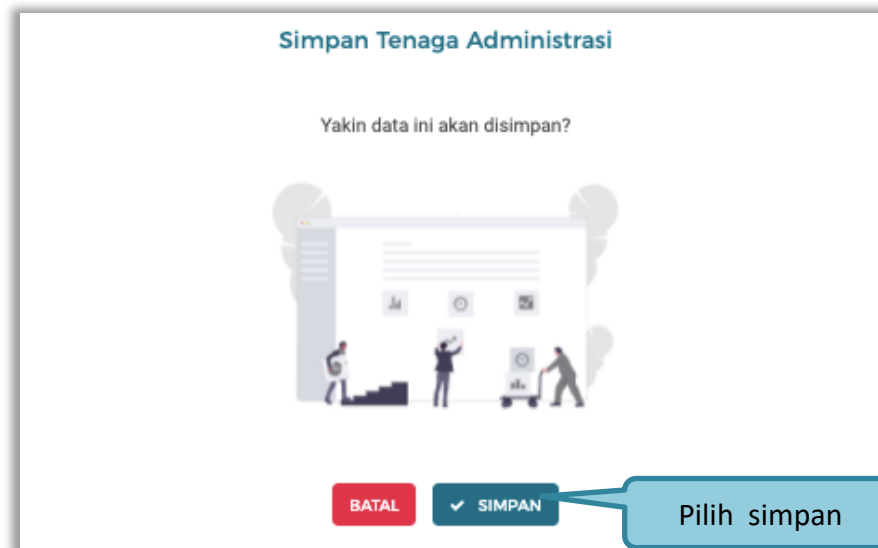 Simpan Tenaga Administrasi
Yakin data ini akan disimpan?
BATAL
SIMPAN
Pilih simpan